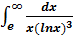 ∫_e^∞ dx / x(lnx)³